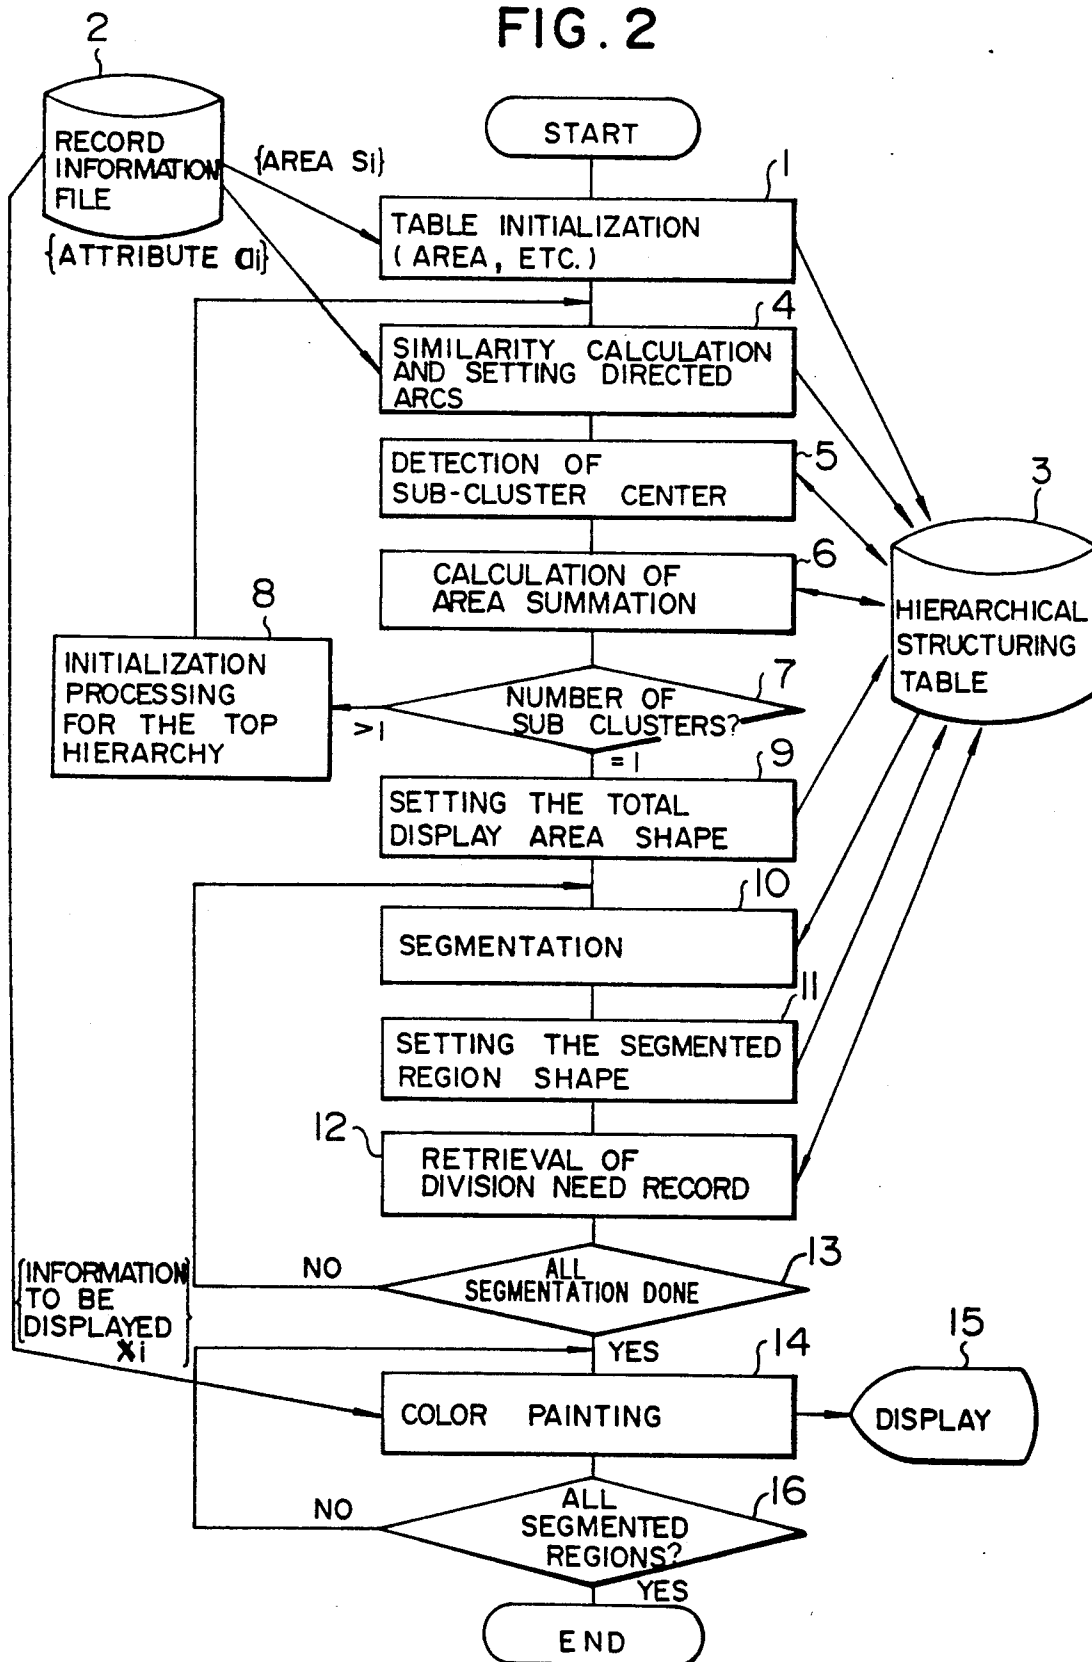 FIG. 2
2
RECORD
INFORMATION
FILE
{AREA Si}
{ATTRIBUTE ai}
START
1
TABLE INITIALIZATION
(AREA, ETC.)
4
SIMILARITY CALCULATION
AND SETTING DIRECTED
ARCS
5
DETECTION OF
SUB-CLUSTER CENTER
3
HIERARCHICAL
STRUCTURING
TABLE
6
CALCULATION OF
AREA SUMMATION
8
INITIALIZATION
PROCESSING
FOR THE TOP
HIERARCHY
7
NUMBER OF
SUB CLUSTERS?
>1
=1
9
SETTING THE TOTAL
DISPLAY AREA SHAPE
10
SEGMENTATION
11
SETTING THE SEGMENTED
REGION SHAPE
12
RETRIEVAL OF
DIVISION NEED RECORD
13
ALL
SEGMENTATION DONE
NO
YES
{INFORMATION
TO BE
DISPLAYED
xi}
14
COLOR PAINTING
15
DISPLAY
16
ALL
SEGMENTED
REGIONS?
NO
YES
END